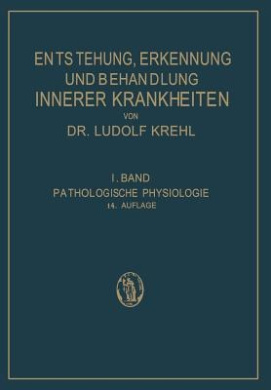 ENTSTEHUNG, ERKENNUNG
UND BEHANDLUNG
INNERER KRANKHEITEN
VON
DR. LUDOLF KREHL
I. BAND
PATHOLOGISCHE PHYSIOLOGIE
14. AUFLAGE